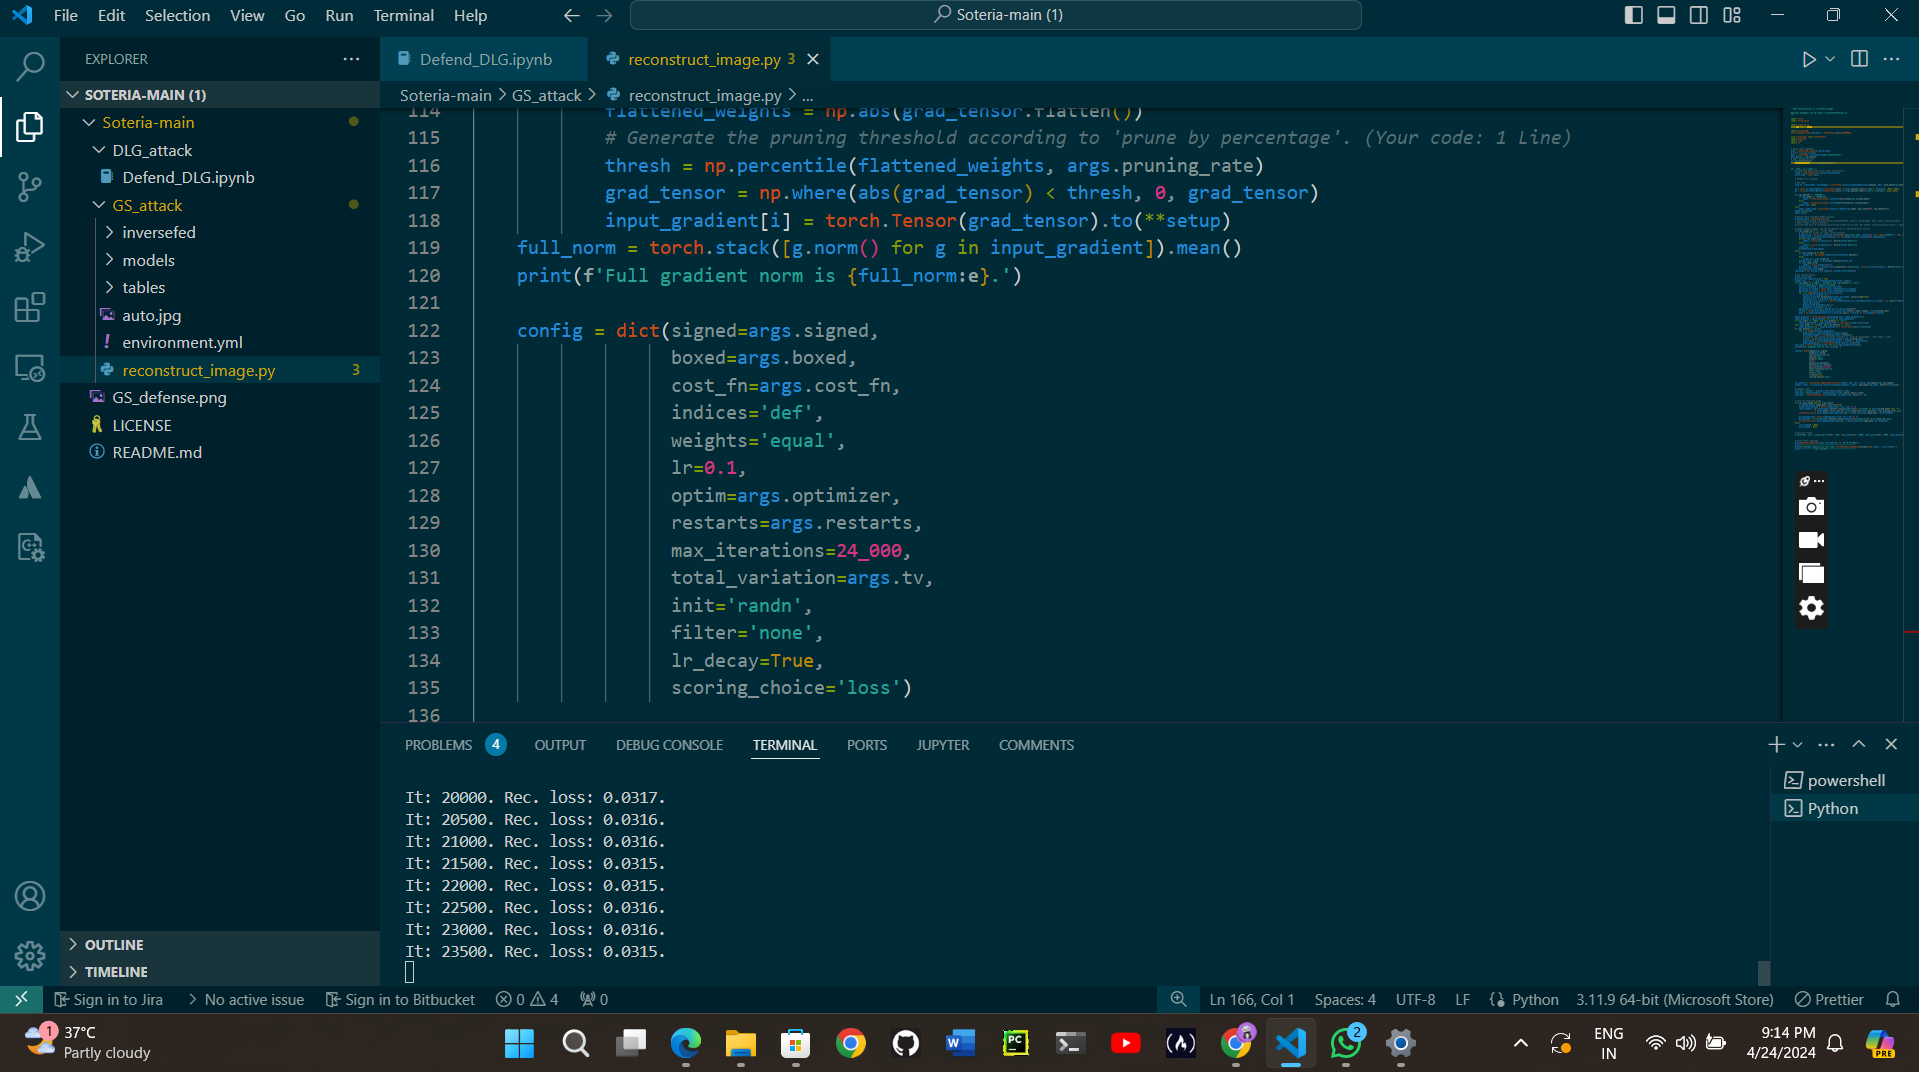 File Edit Selection View Go Run Terminal Help
Soteria-main (1)
EXPLORER
Defend_DLG.ipynb
reconstruct_image.py 3
SOTERIA-MAIN (1)
Soteria-main
DLG_attack
Defend_DLG.ipynb
GS_attack
inversefed
models
tables
auto.jpg
environment.yml
reconstruct_image.py 3
GS_defense.png
LICENSE
README.md
OUTLINE
TIMELINE
Soteria-main > GS_attack > reconstruct_image.py > ...
114 flattened_weights = np.abs(grad_tensor.flatten())
115 # Generate the pruning threshold according to 'prune by percentage'. (Your code: 1 Line)
116 thresh = np.percentile(flattened_weights, args.pruning_rate)
117 grad_tensor = np.where(abs(grad_tensor) < thresh, 0, grad_tensor)
118 input_gradient[i] = torch.Tensor(grad_tensor).to(**setup)
119 full_norm = torch.stack([g.norm() for g in input_gradient]).mean()
120 print(f'Full gradient norm is {full_norm:e}.')
121
122 config = dict(signed=args.signed,
123 boxed=args.boxed,
124 cost_fn=args.cost_fn,
125 indices='def',
126 weights='equal',
127 lr=0.1,
128 optim=args.optimizer,
129 restarts=args.restarts,
130 max_iterations=24_000,
131 total_variation=args.tv,
132 init='randn',
133 filter='none',
134 lr_decay=True,
135 scoring_choice='loss')
136
PROBLEMS 4 OUTPUT DEBUG CONSOLE TERMINAL PORTS JUPYTER COMMENTS
It: 20000. Rec. loss: 0.0317.
It: 20500. Rec. loss: 0.0316.
It: 21000. Rec. loss: 0.0316.
It: 21500. Rec. loss: 0.0315.
It: 22000. Rec. loss: 0.0315.
It: 22500. Rec. loss: 0.0316.
It: 23000. Rec. loss: 0.0316.
It: 23500. Rec. loss: 0.0315.
powershell
Python
Sign in to Jira No active issue Sign in to Bitbucket 0 4 0
Ln 166, Col 1 Spaces: 4 UTF-8 LF Python 3.11.9 64-bit (Microsoft Store) Prettier
1
37°C
Partly cloudy
W
PC
2
ENG
IN
9:14 PM
4/24/2024
PRE